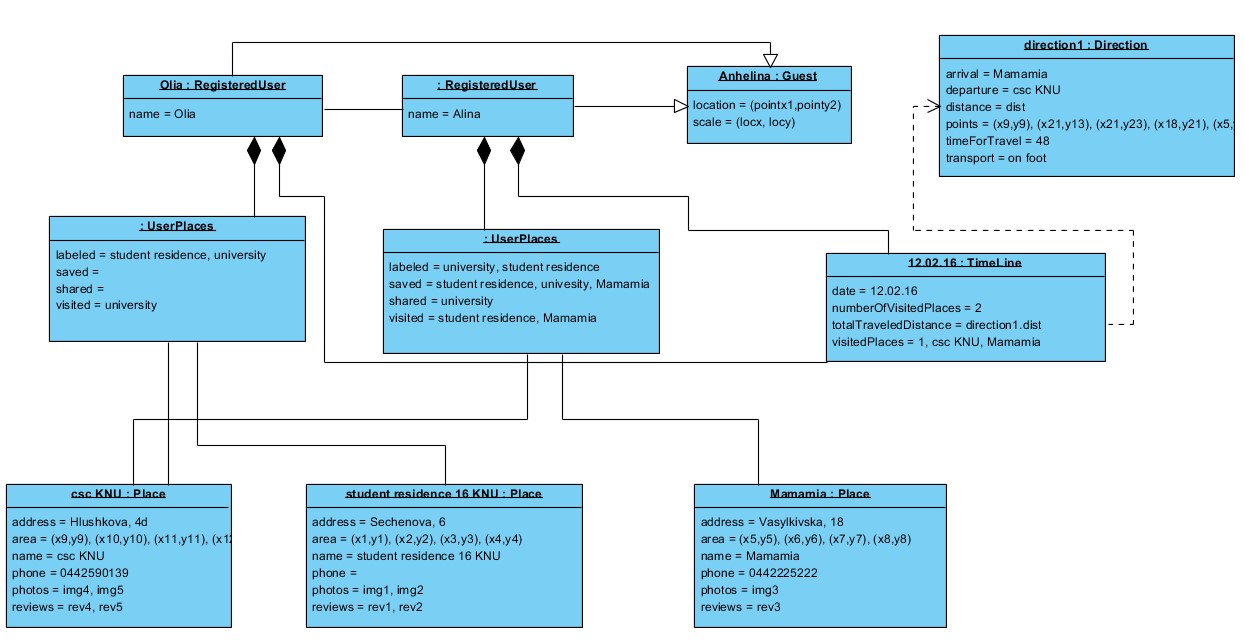 Olia : RegisteredUser
name = Olia
: RegisteredUser
name = Alina
Anhelina : Guest
location = (pointx1,pointy2)
scale = (locx, locy)
direction1 : Direction
arrival = Mamamia
departure = csc KNU
distance = dist
points = (x9,y9), (x21,y13), (x21,y23), (x18,y21), (x5,
timeForTravel = 48
transport = on foot
: UserPlaces
labeled = student residence, university
saved =
shared =
visited = university
: UserPlaces
labeled = university, student residence
saved = student residence, univesity, Mamamia
shared = university
visited = student residence, Mamamia
12.02.16 : TimeLine
date = 12.02.16
numberOfVisitedPlaces = 2
totalTraveledDistance = direction1.dist
visitedPlaces = 1, csc KNU, Mamamia
csc KNU : Place
address = Hlushkova, 4d
area = (x9,y9), (x10,y10), (x11,y11), (x12
name = csc KNU
phone = 0442590139
photos = img4, img5
reviews = rev4, rev5
student residence 16 KNU : Place
address = Sechenova, 6
area = (x1,y1), (x2,y2), (x3,y3), (x4,y4)
name = student residence 16 KNU
phone =
photos = img1, img2
reviews = rev1, rev2
Mamamia : Place
address = Vasylkivska, 18
area = (x5,y5), (x6,y6), (x7,y7), (x8,y8)
name = Mamamia
phone = 0442225222
photos = img3
reviews = rev3